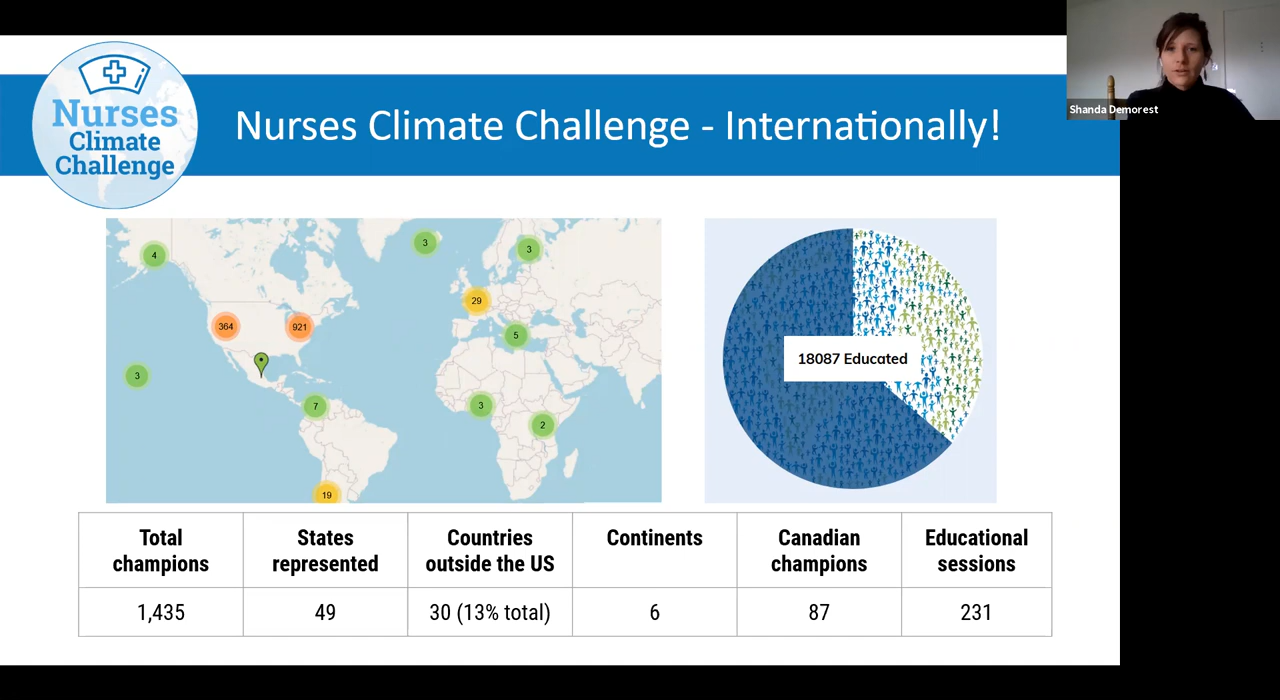 Nurses
Climate
Challenge
Nurses Climate Challenge - Internationally!
Shanda Demorest
4
3
3
29
364
921
5
3
7
3
2
19
18087 Educated
Total champions
States represented
Countries outside the US
Continents
Canadian champions
Educational sessions
1,435
49
30 (13% total)
6
87
231